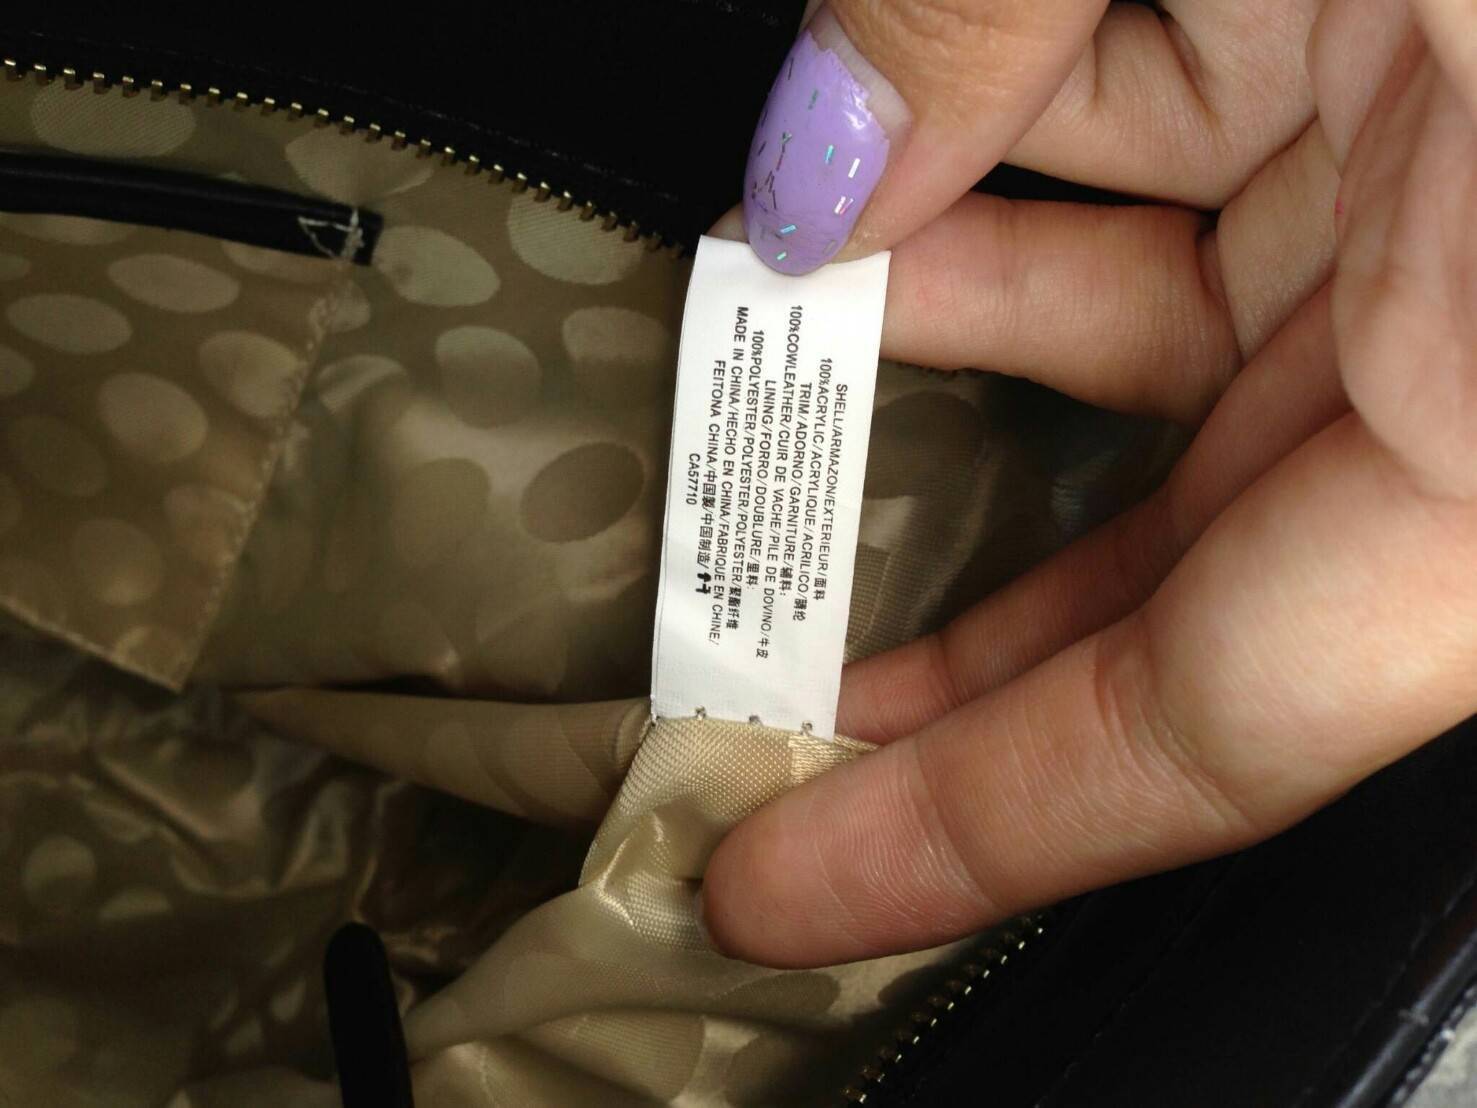 SHELL/ARMAZON/EXTERIEUR/面料
100%ACRYLIC/ACRYLIQUE/ACRILICO/腈纶
TRIM/ADORNO/GARNITURE/辅料:
100%COWLEATHER/CUIR DE VACHE/PILE DE DOVINO/牛皮
LINING/FORRO/DOUBLURE/里料:
100%POLYESTER/POLYESTER/POLYESTER/聚酯纤维
MADE IN CHINA/HECHO EN CHINA/FABRIQUE EN CHINE/
FEITONA CHINA/中国製/中国制造/
CA57710